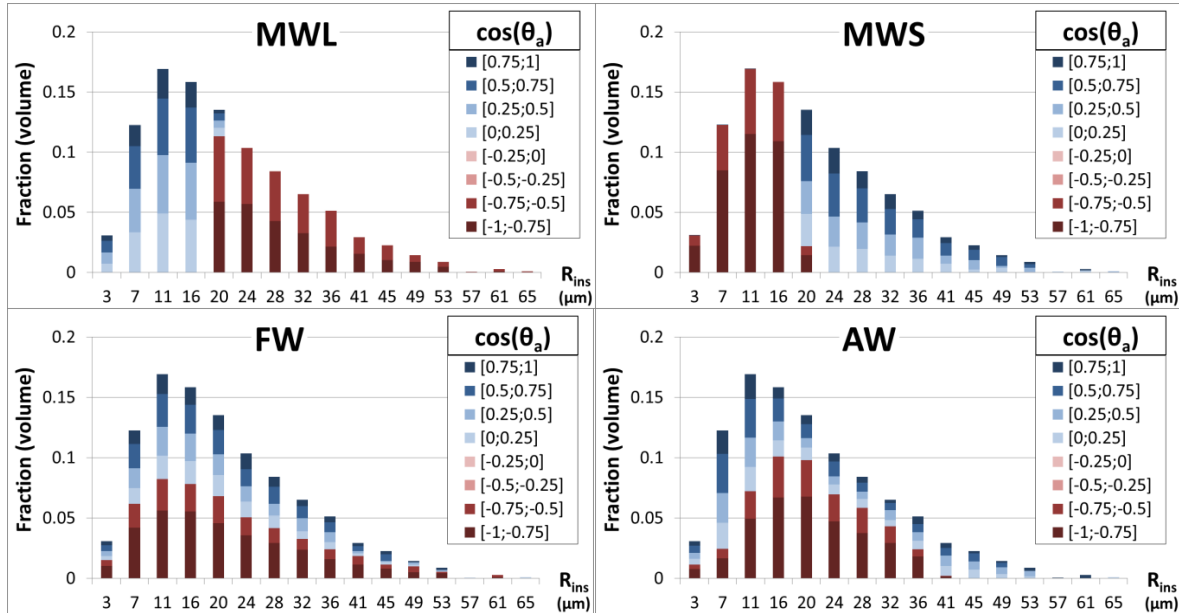 MWL
Fraction (volume)
0.2
0.15
0.1
0.05
0
3 7 11 16 20 24 28 32 36 41 45 49 53 57 61 65
R_ins (µm)
cos(θ_a)
[0.75;1]
[0.5;0.75]
[0.25;0.5]
[0;0.25]
[-0.25;0]
[-0.5;-0.25]
[-0.75;-0.5]
[-1;-0.75]
MWS
Fraction (volume)
0.2
0.15
0.1
0.05
0
3 7 11 16 20 24 28 32 36 41 45 49 53 57 61 65
R_ins (µm)
cos(θ_a)
[0.75;1]
[0.5;0.75]
[0.25;0.5]
[0;0.25]
[-0.25;0]
[-0.5;-0.25]
[-0.75;-0.5]
[-1;-0.75]
FW
Fraction (volume)
0.2
0.15
0.1
0.05
0
3 7 11 16 20 24 28 32 36 41 45 49 53 57 61 65
R_ins (µm)
cos(θ_a)
[0.75;1]
[0.5;0.75]
[0.25;0.5]
[0;0.25]
[-0.25;0]
[-0.5;-0.25]
[-0.75;-0.5]
[-1;-0.75]
AW
Fraction (volume)
0.2
0.15
0.1
0.05
0
3 7 11 16 20 24 28 32 36 41 45 49 53 57 61 65
R_ins (µm)
cos(θ_a)
[0.75;1]
[0.5;0.75]
[0.25;0.5]
[0;0.25]
[-0.25;0]
[-0.5;-0.25]
[-0.75;-0.5]
[-1;-0.75]